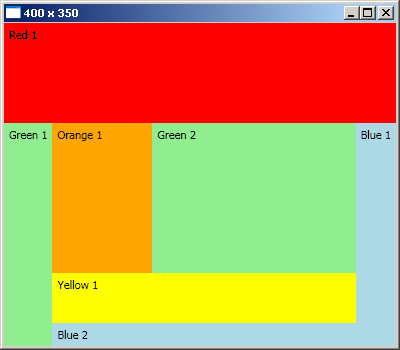 400 x 350
Red 1
Green 1
Orange 1
Green 2
Blue 1
Yellow 1
Blue 2